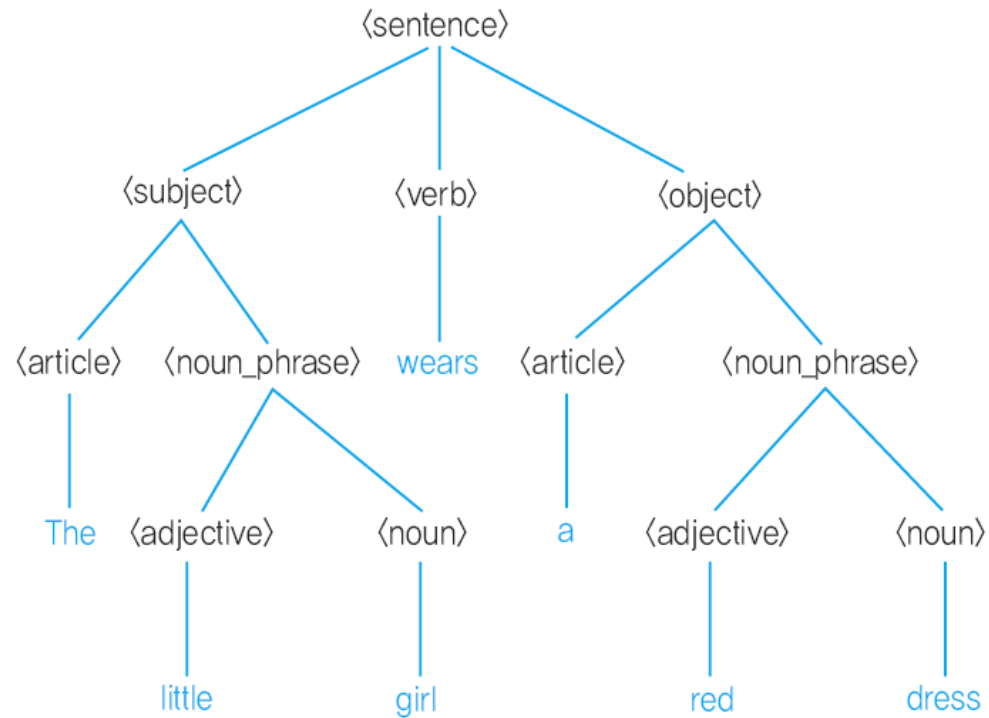 ⟨sentence⟩
⟨subject⟩ ⟨verb⟩ ⟨object⟩
⟨article⟩ ⟨noun_phrase⟩ wears ⟨article⟩ ⟨noun_phrase⟩
The ⟨adjective⟩ ⟨noun⟩ a ⟨adjective⟩ ⟨noun⟩
little girl red dress